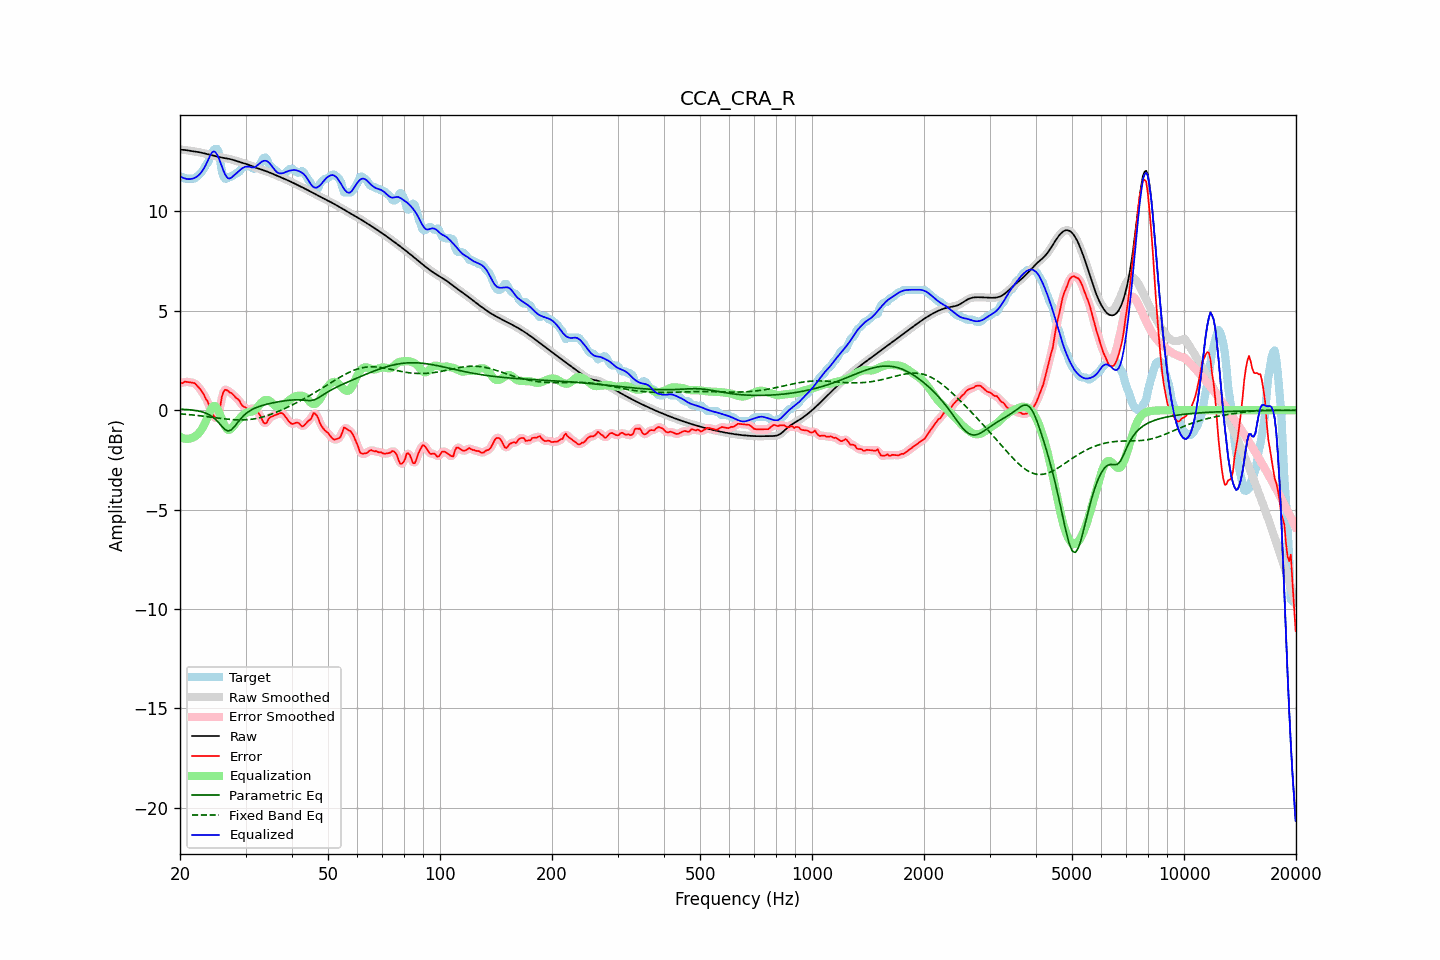 CCA_CRA_R
Amplitude (dBr)
10
5
0
−5
−10
−15
−20
Target
Raw Smoothed
Error Smoothed
Raw
Error
Equalization
Parametric Eq
Fixed Band Eq
Equalized
20 50 100 200 500 1000 2000 5000 10000 20000
Frequency (Hz)